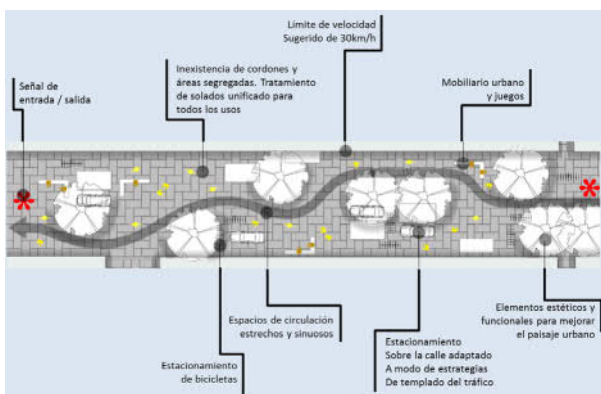 Límite de velocidad
Sugerido de 30km/h
Señal de
entrada / salida
Inexistencia de cordones y
áreas segregadas. Tratamiento
de solados unificado para
todos los usos
Mobiliario urbano
y juegos
Espacios de circulación
estrechos y sinuosos
Estacionamiento
de bicicletas
Estacionamiento
Sobre la calle adaptado
A modo de estrategias
De templado del tráfico
Elementos estéticos y
funcionales para mejorar
el paisaje urbano